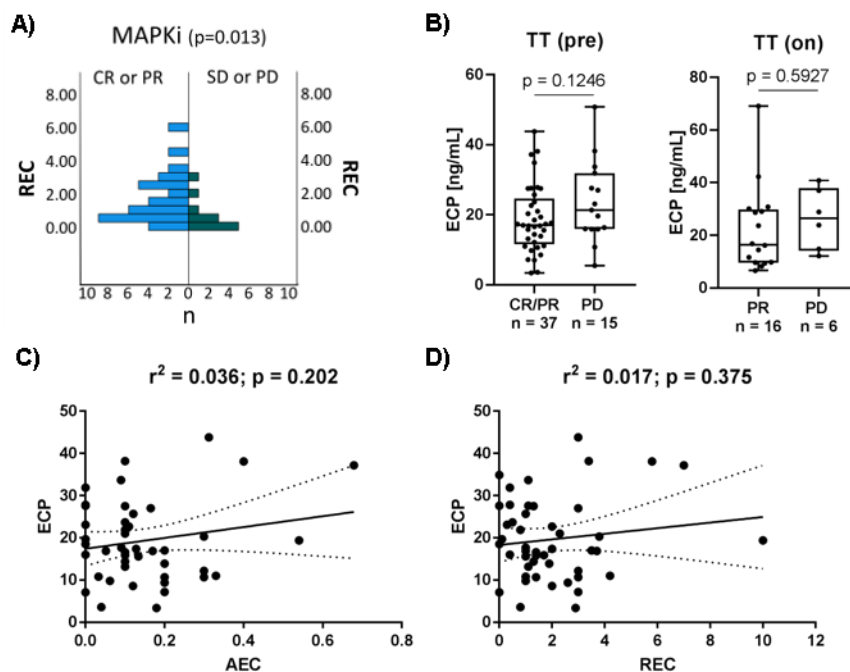 A)
MAPKi (p=0.013)
CR or PR SD or PD
8.00 8.00
6.00 6.00
4.00 4.00
2.00 2.00
0.00 0.00
REC REC
10 8 6 4 2 0 2 4 6 8 10
n
B)
TT (pre)
p = 0.1246
ECP [ng/mL]
60
40
20
0
CR/PR PD
n = 37 n = 15
TT (on)
p = 0.5927
ECP [ng/mL]
80
60
40
20
0
PR PD
n = 16 n = 6
C)
r² = 0.036; p = 0.202
ECP
50
40
30
20
10
0
0.0 0.2 0.4 0.6 0.8
AEC
D)
r² = 0.017; p = 0.375
ECP
50
40
30
20
10
0
0 2 4 6 8 10 12
REC